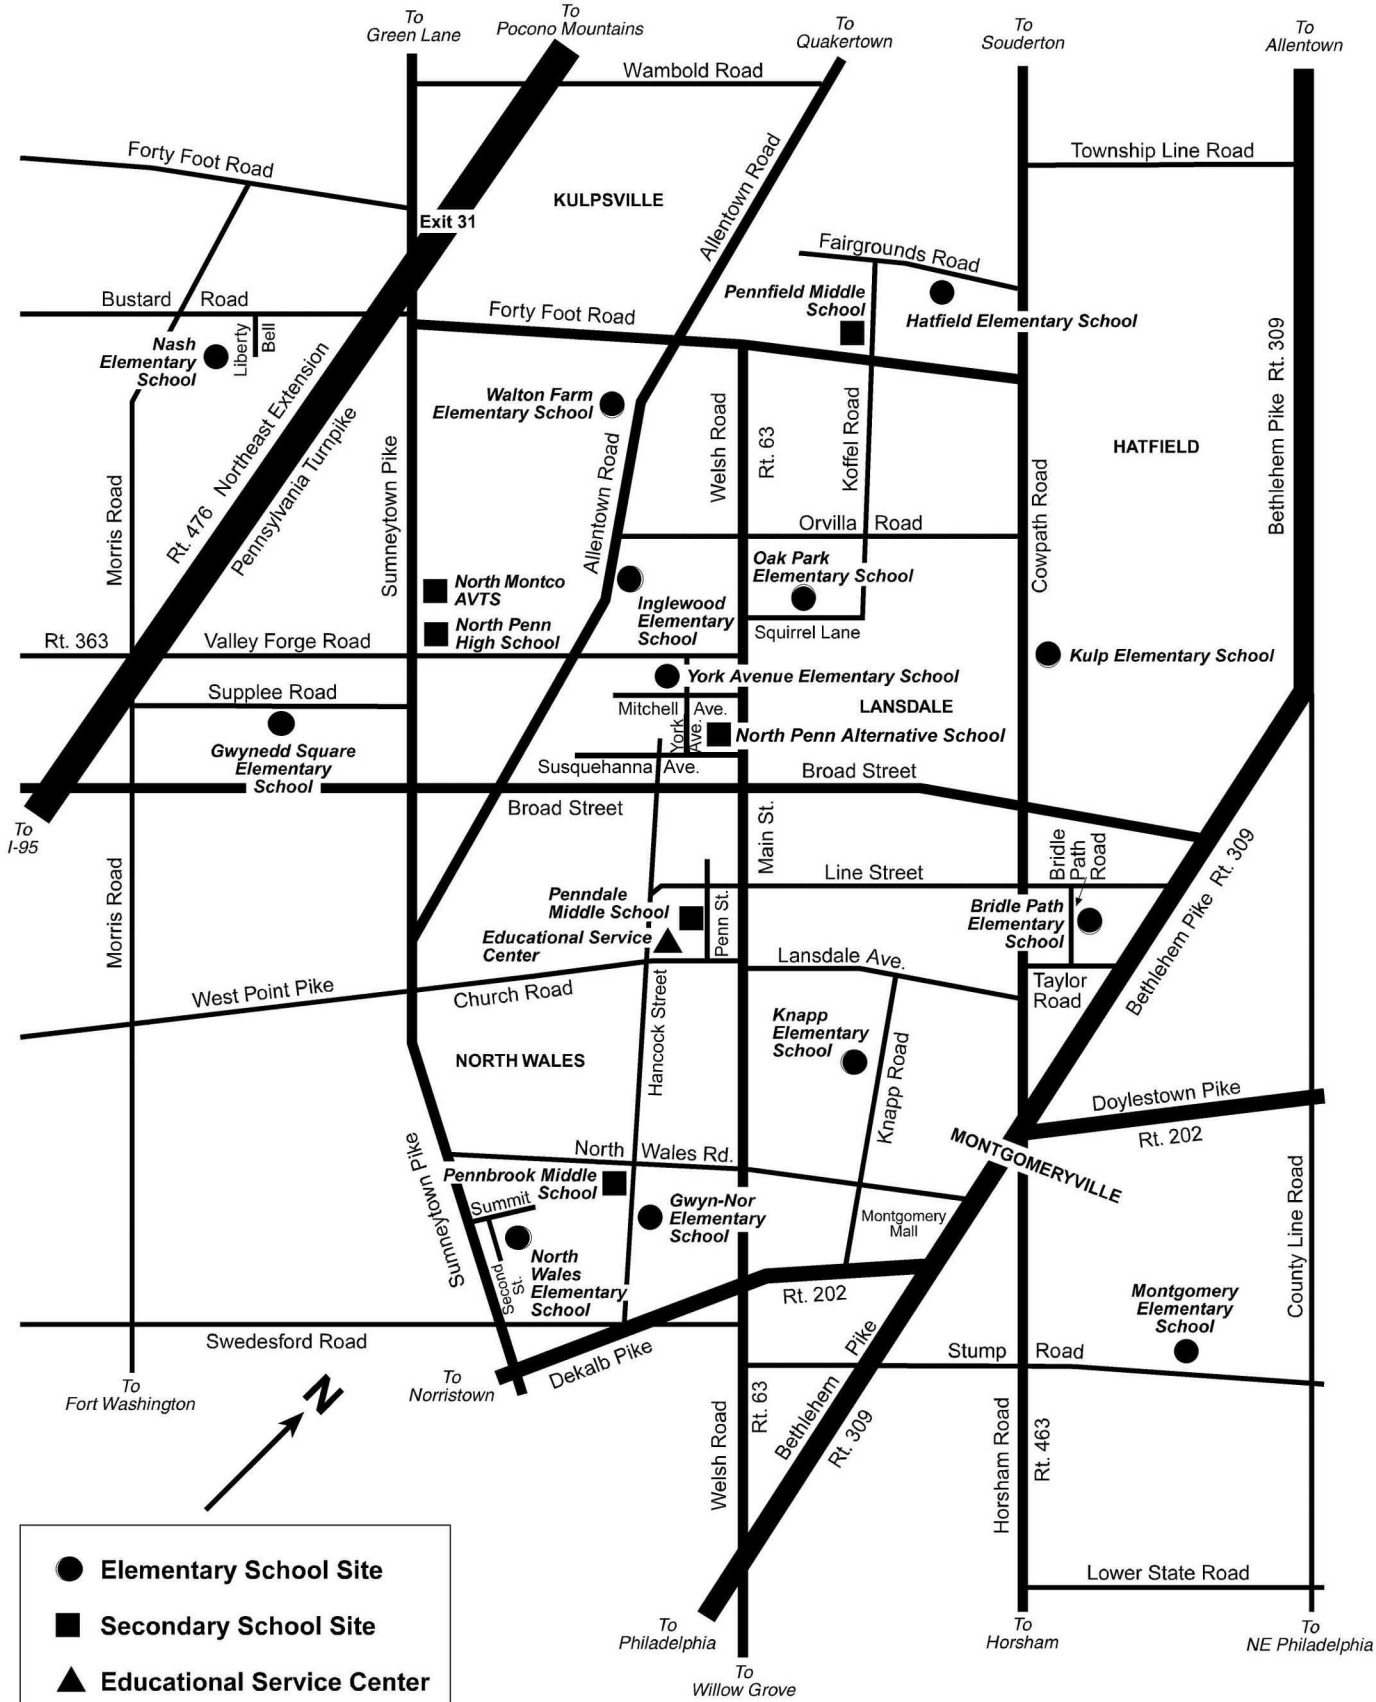 To
Green Lane
To
Pocono Mountains
To
Quakertown
To
Souderton
To
Allentown
Wambold Road
Forty Foot Road
Township Line Road
KULPSVILLE
Allentown Road
Exit 31
Fairgrounds Road
Pennfield Middle
School
Hatfield Elementary School
Bustard Road
Forty Foot Road
Nash
Elementary
School
Liberty
Bell
Rt. 476 Northeast Extension
Pennsylvania Turnpike
Walton Farm
Elementary School
Sumneytown Pike
Allentown Road
Welsh Road
Rt. 63
Koffel Road
HATFIELD
Bethlehem Pike Rt. 309
Cowpath Road
Morris Road
Orvilla Road
Oak Park
Elementary School
North Montco
AVTS
North Penn
High School
Inglewood
Elementary
School
Squirrel Lane
Rt. 363
Valley Forge Road
Kulp Elementary School
York Avenue Elementary School
Supplee Road
Mitchell Ave.
York
Ave.
LANSDALE
North Penn Alternative School
Gwynedd Square
Elementary
School
Susquehanna Ave.
Broad Street
Broad Street
To
I-95
Main St.
Morris Road
Bridle
Path
Road
Line Street
Bethlehem Pike Rt. 309
Penndale
Middle School
Penn St.
Educational Service
Center
Bridle Path
Elementary
School
Lansdale Ave.
Taylor
Road
West Point Pike
Church Road
Hancock Street
Knapp
Elementary
School
Knapp Road
NORTH WALES
Doylestown Pike
Rt. 202
MONTGOMERYVILLE
North Wales Rd.
Sumneytown Pike
Pennbrook Middle
School
Summit
Gwyn-Nor
Elementary
School
Montgomery
Mall
County Line Road
Second
St.
North
Wales
Elementary
School
Rt. 202
Montgomery
Elementary
School
Swedesford Road
Dekalb Pike
Stump Road
To
Fort Washington
To
Norristown
N
Welsh Road
Rt. 63
Bethlehem Pike
Rt. 309
Horsham Road
Rt. 463
Lower State Road
Elementary School Site
Secondary School Site
Educational Service Center
To
Philadelphia
To
Willow Grove
To
Horsham
To
NE Philadelphia